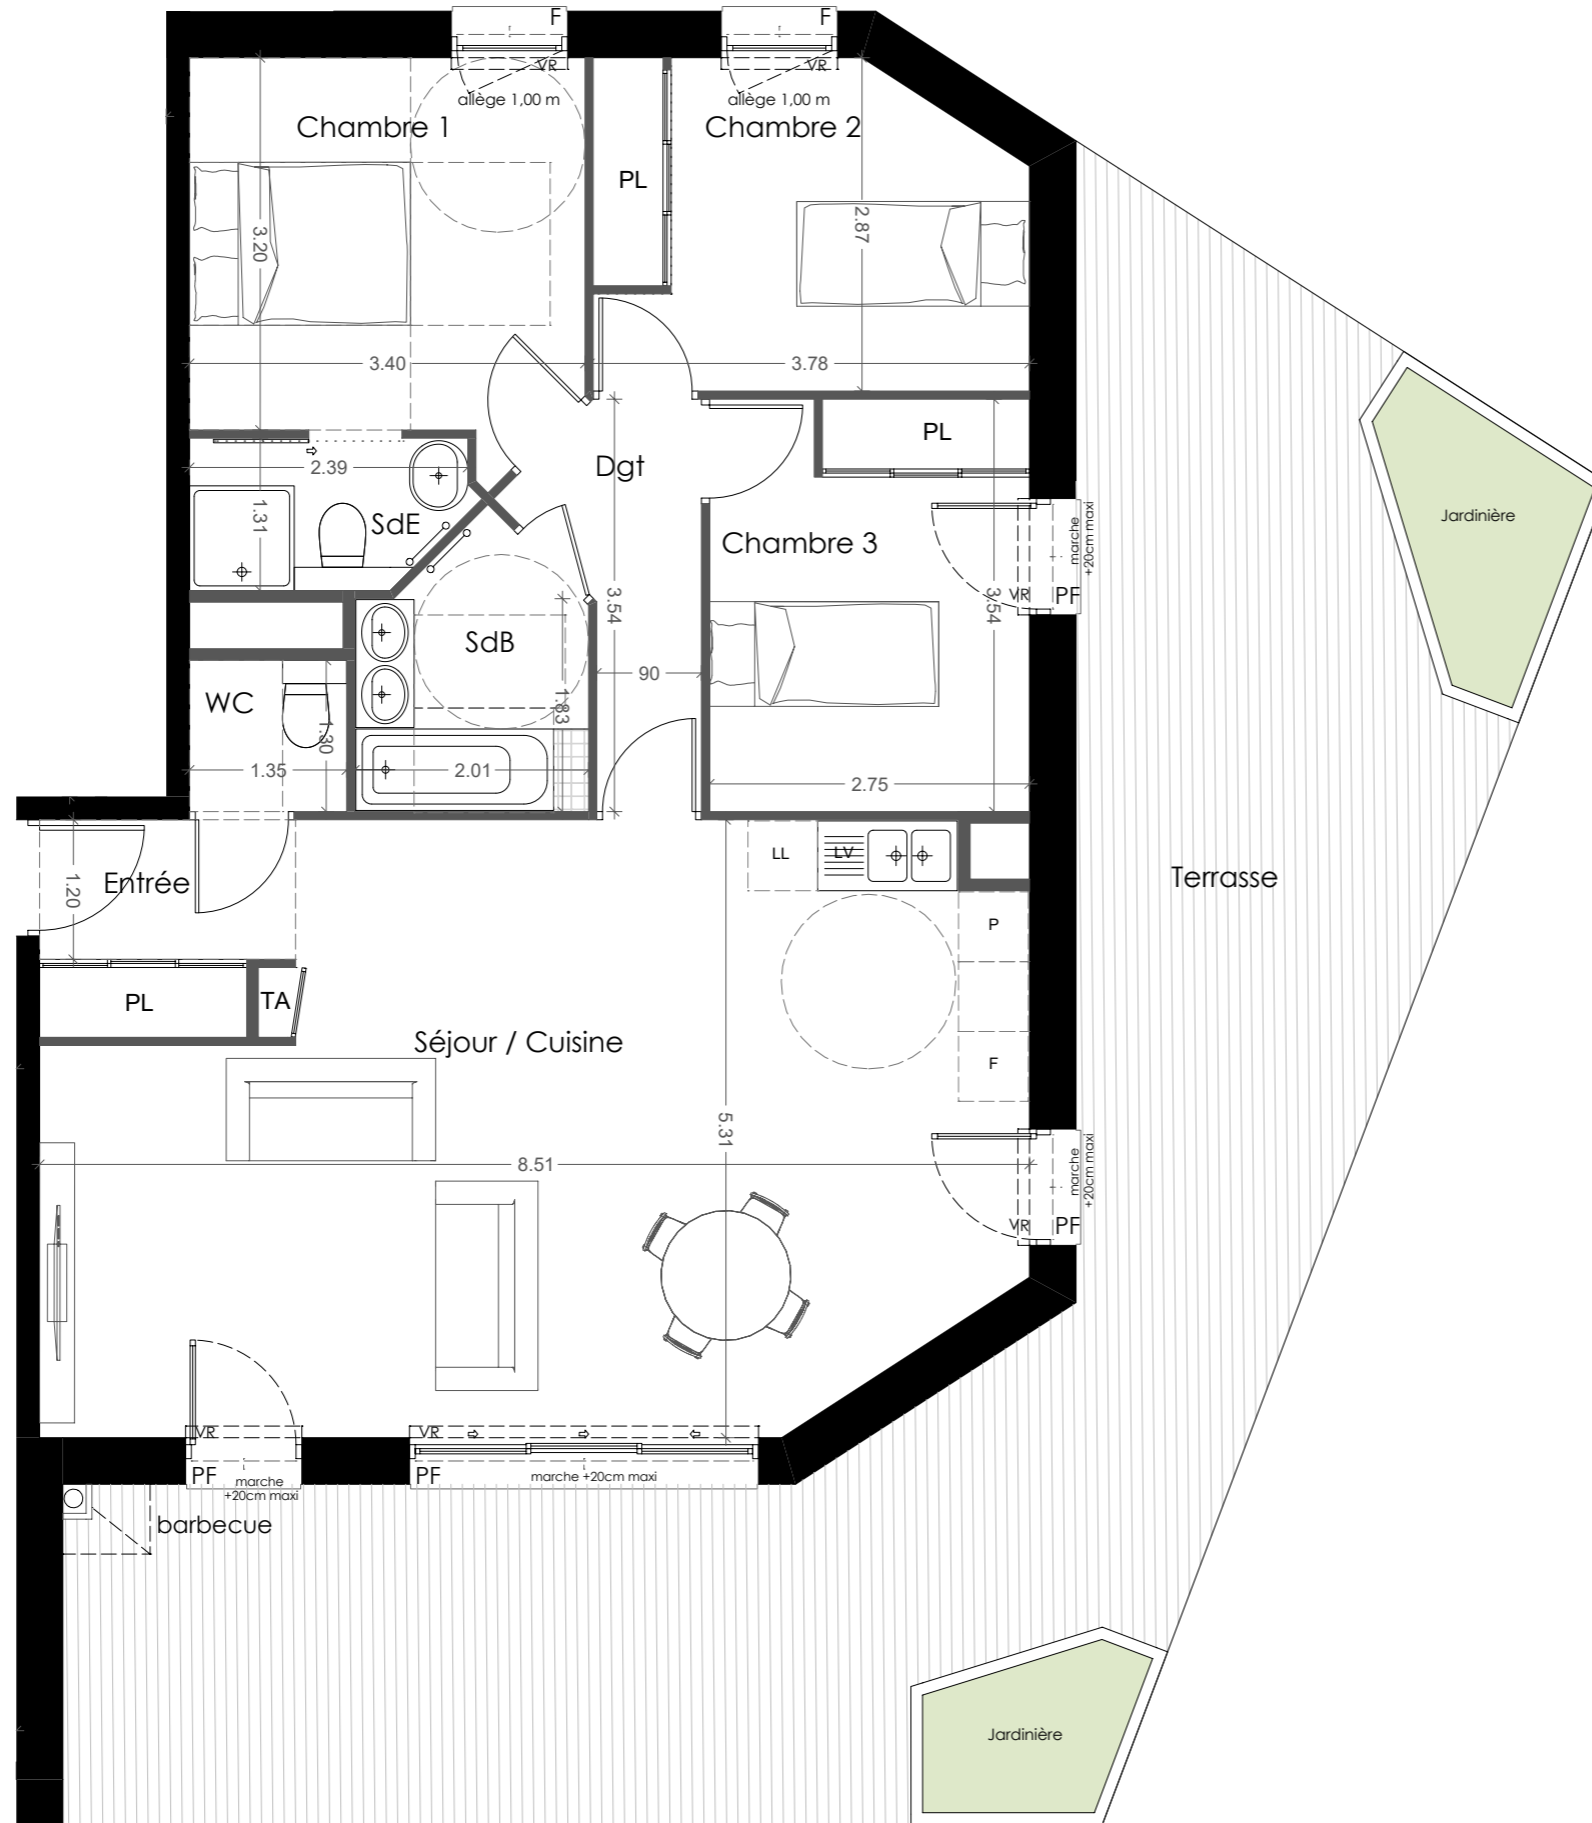 F
F
VR
VR
allège 1,00 m
allège 1,00 m
Chambre 1
Chambre 2
PL
3.20
2.87
3.40
3.78
PL
Dgt
2.39
1.31
SdE
Jardinière
Chambre 3
marche
+20cm maxi
VR
PF
3.54
3.54
SdB
90
WC
1.83
1.30
1.35
2.01
2.75
LL
LV
Entrée
1.20
Terrasse
P
PL
TA
Séjour / Cuisine
F
5.31
8.51
marche
+20cm maxi
VR
PF
VR
VR
PF
marche
+20cm maxi
PF
marche +20cm maxi
barbecue
Jardinière